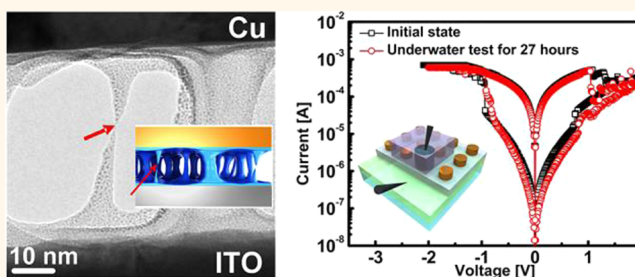 Cu
10 nm
ITO
Current [A]
10⁻²
10⁻³
10⁻⁴
10⁻⁵
10⁻⁶
10⁻⁷
10⁻⁸
Initial state
Underwater test for 27 hours
-3 -2 -1 0 1
Voltage [V]